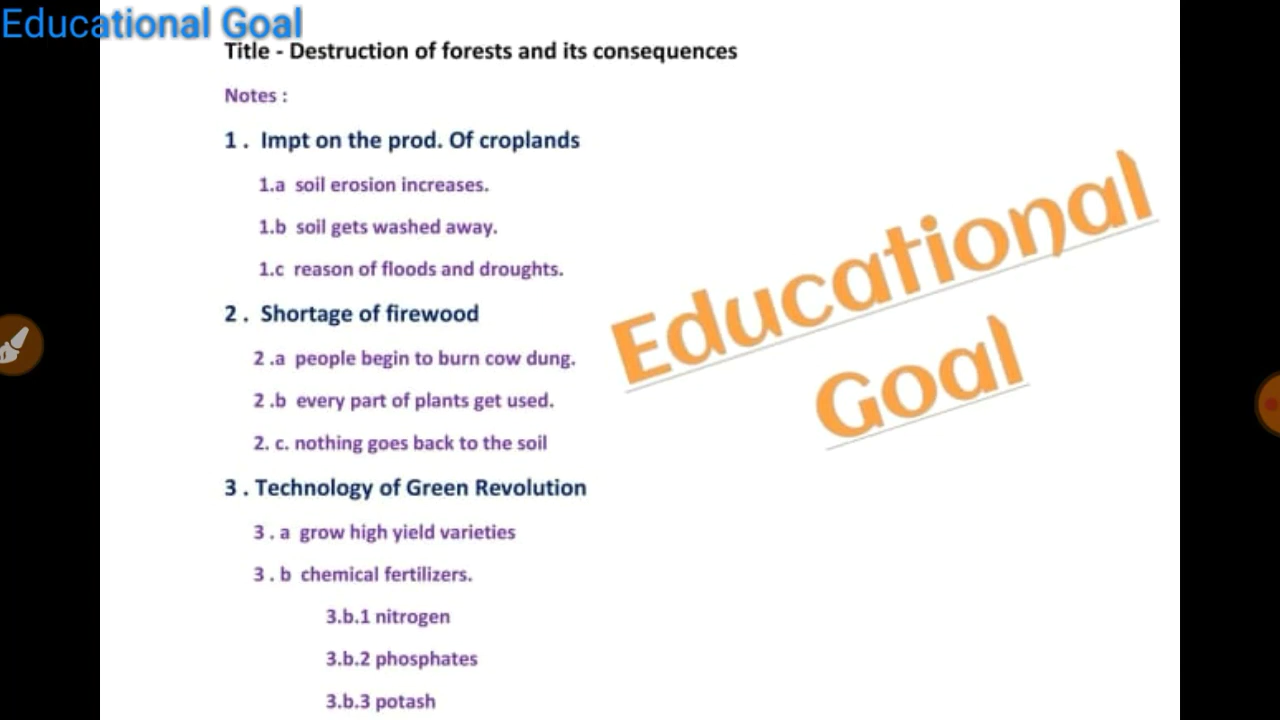 Educational Goal
Title - Destruction of forests and its consequences
Notes :
1 . Impt on the prod. Of croplands
1.a soil erosion increases.
1.b soil gets washed away.
1.c reason of floods and droughts.
2 . Shortage of firewood
2 .a people begin to burn cow dung.
2 .b every part of plants get used.
2. c. nothing goes back to the soil
3 . Technology of Green Revolution
3 . a grow high yield varieties
3 . b chemical fertilizers.
3.b.1 nitrogen
3.b.2 phosphates
3.b.3 potash
Educational
Goal